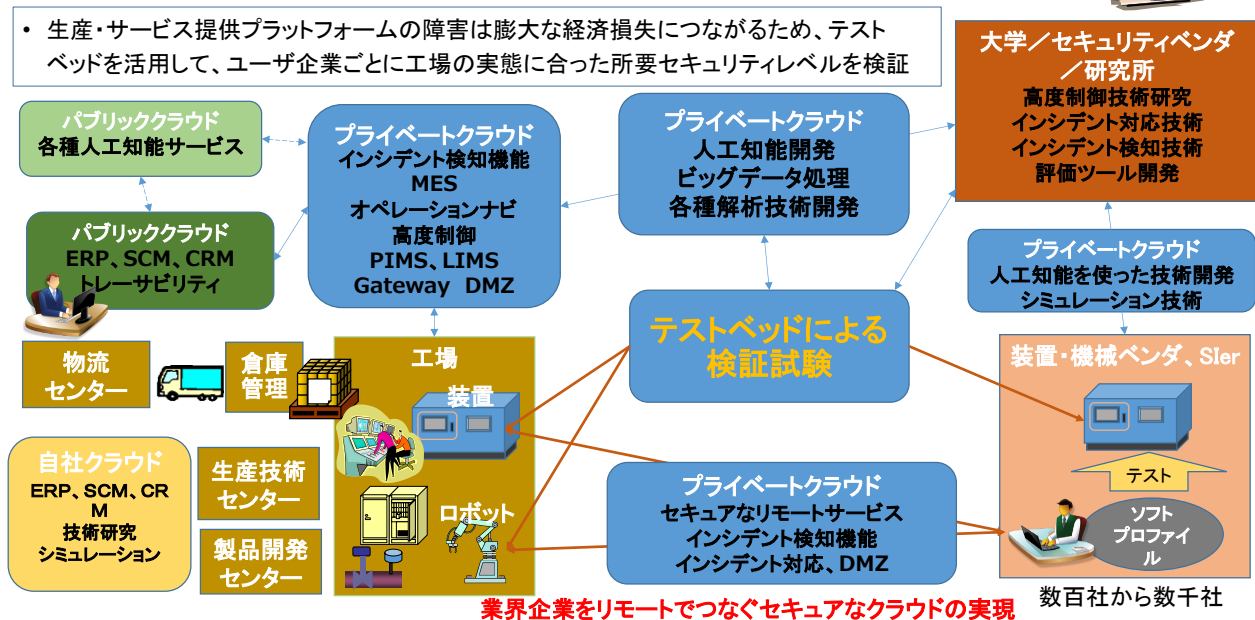 • 生産・サービス提供プラットフォームの障害は膨大な経済損失につながるため、テスト
ベッドを活用して、ユーザ企業ごとに工場の実態に合った所要セキュリティレベルを検証
大学／セキュリティベンダ
／研究所
高度制御技術研究
インシデント対応技術
インシデント検知技術
評価ツール開発
パブリッククラウド
各種人工知能サービス
プライベートクラウド
インシデント検知機能
MES
オペレーションナビ
高度制御
PIMS、LIMS
Gateway DMZ
プライベートクラウド
人工知能開発
ビッグデータ処理
各種解析技術開発
パブリッククラウド
ERP、SCM、CRM
トレーサビリティ
プライベートクラウド
人工知能を使った技術開発
シミュレーション技術
テストベッドによる
検証試験
物流
センター
倉庫
管理
工場
装置
ロボット
装置・機械ベンダ、SIer
テスト
ソフト
プロファイ
ル
自社クラウド
ERP、SCM、CR
M
技術研究
シミュレーション
生産技術
センター
製品開発
センター
プライベートクラウド
セキュアなリモートサービス
インシデント検知機能
インシデント対応、DMZ
業界企業をリモートでつなぐセキュアなクラウドの実現
数百社から数千社